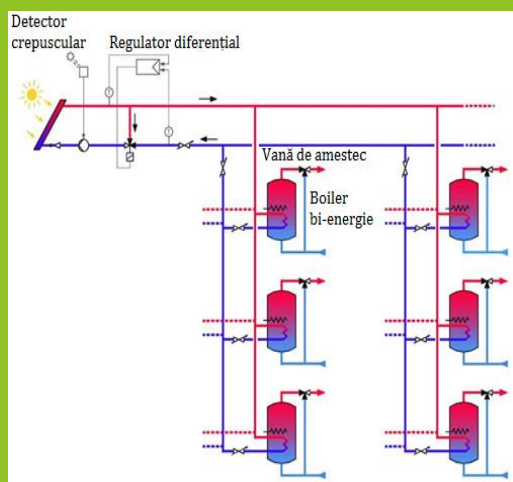 Detector
crepuscular
Regulator diferențial
Vană de amestec
Boiler
bi-energie